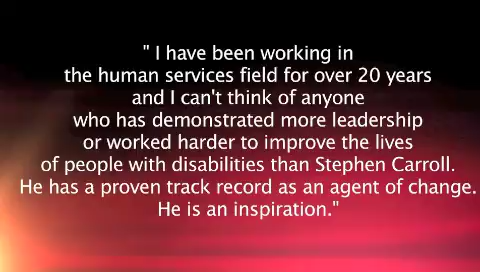 " I have been working in
the human services field for over 20 years
and I can't think of anyone
who has demonstrated more leadership
or worked harder to improve the lives
of people with disabilities than Stephen Carroll.
He has a proven track record as an agent of change.
He is an inspiration."